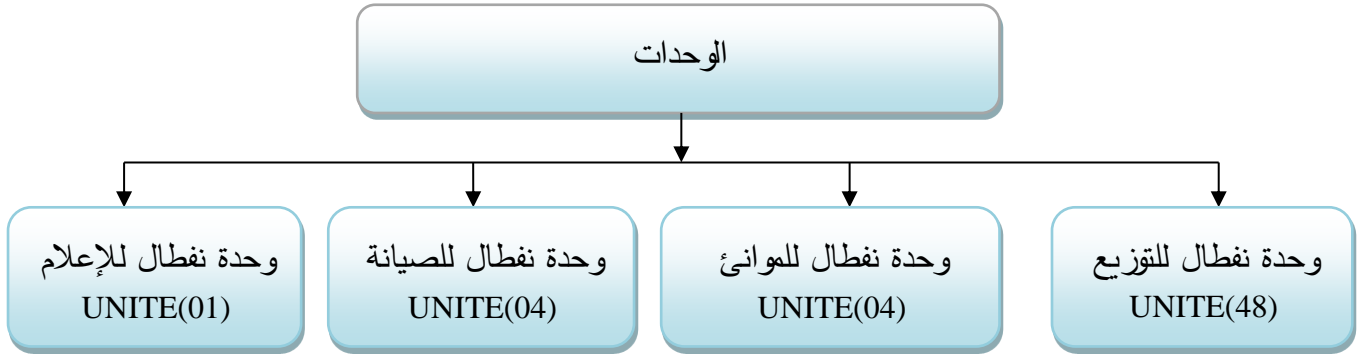 الوحدات
وحدة نفطال للتوزيع
UNITE(48)
وحدة نفطال للموانئ
UNITE(04)
وحدة نفطال للصيانة
UNITE(04)
وحدة نفطال للإعلام
UNITE(01)